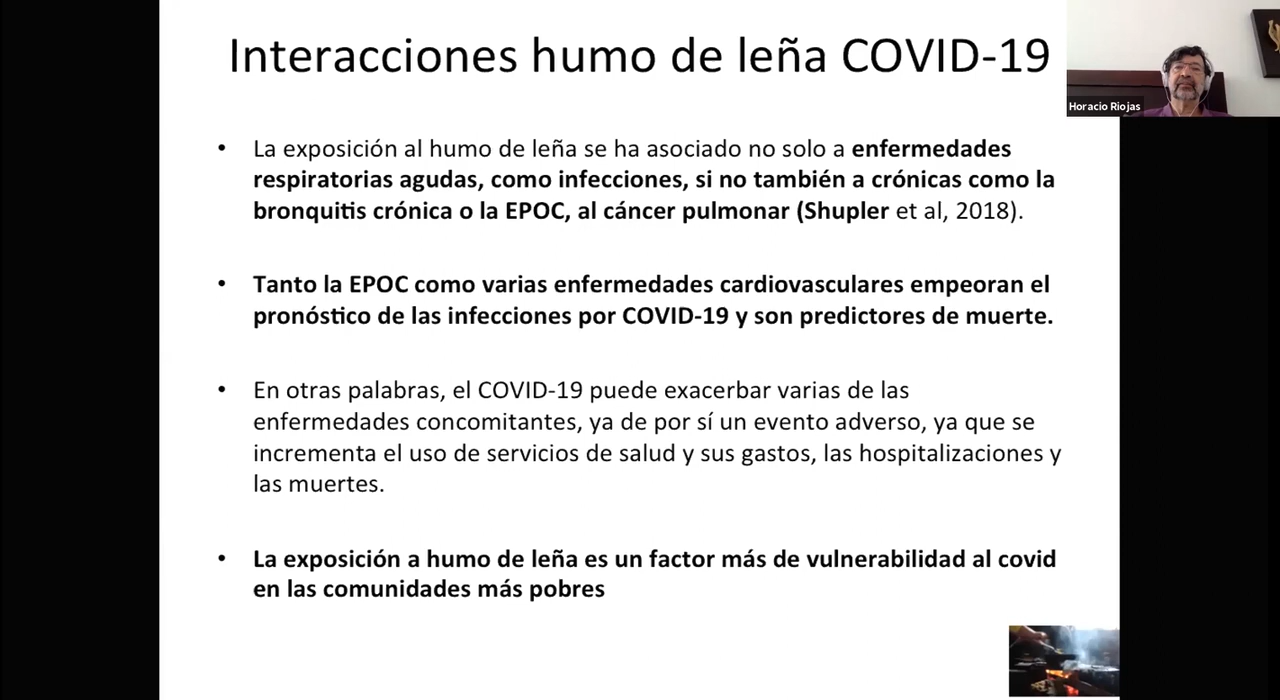 Interacciones humo de leña COVID-19
Horacio Riojas
• La exposición al humo de leña se ha asociado no solo a enfermedades
respiratorias agudas, como infecciones, si no también a crónicas como la
bronquitis crónica o la EPOC, al cáncer pulmonar (Shupler et al, 2018).
• Tanto la EPOC como varias enfermedades cardiovasculares empeoran el
pronóstico de las infecciones por COVID-19 y son predictores de muerte.
• En otras palabras, el COVID-19 puede exacerbar varias de las
enfermedades concomitantes, ya de por sí un evento adverso, ya que se
incrementa el uso de servicios de salud y sus gastos, las hospitalizaciones y
las muertes.
• La exposición a humo de leña es un factor más de vulnerabilidad al covid
en las comunidades más pobres